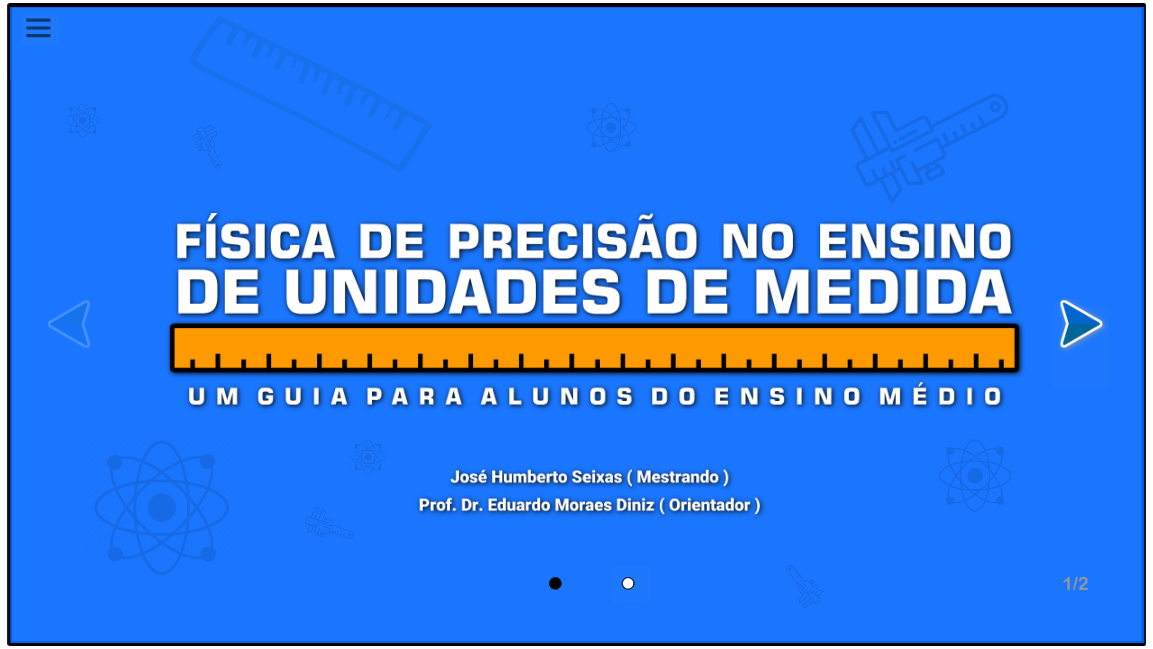 FÍSICA DE PRECISÃO NO ENSINO
DE UNIDADES DE MEDIDA
UM GUIA PARA ALUNOS DO ENSINO MÉDIO
José Humberto Seixas ( Mestrando )
Prof. Dr. Eduardo Moraes Diniz ( Orientador )
1/2